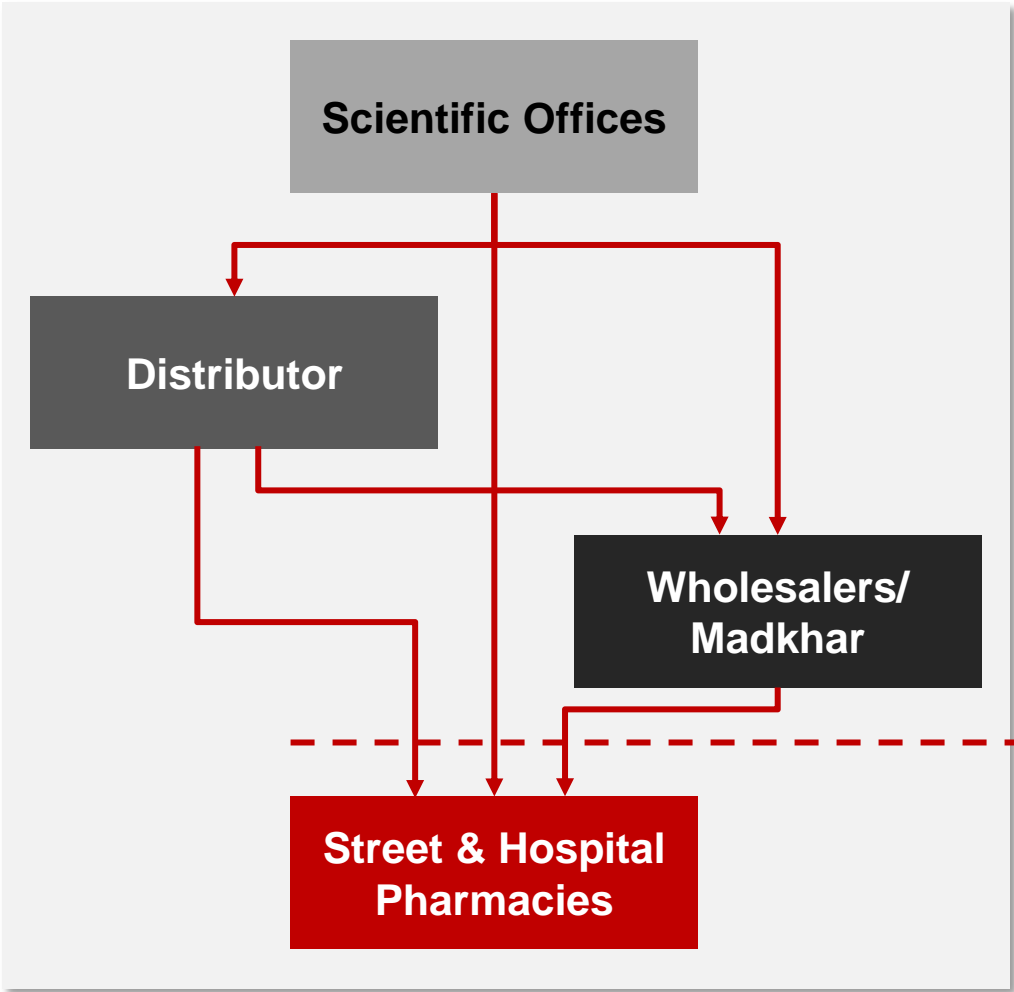 Scientific Offices
Distributor
Wholesalers/
Madkhar
Street & Hospital
Pharmacies